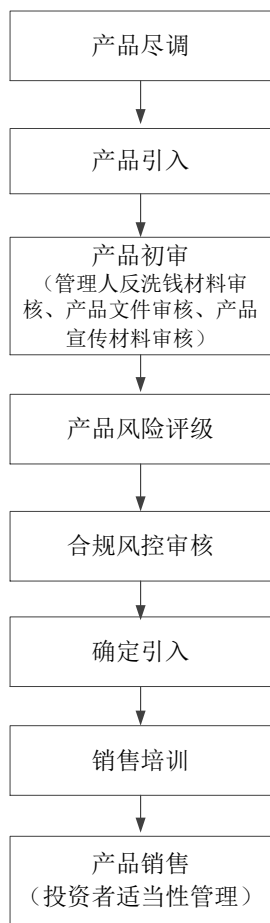 产品尽调
产品引入
产品初审
（管理人反洗钱材料审
核、产品文件审核、产品
宣传材料审核）
产品风险评级
合规风控审核
确定引入
销售培训
产品销售
（投资者适当性管理）